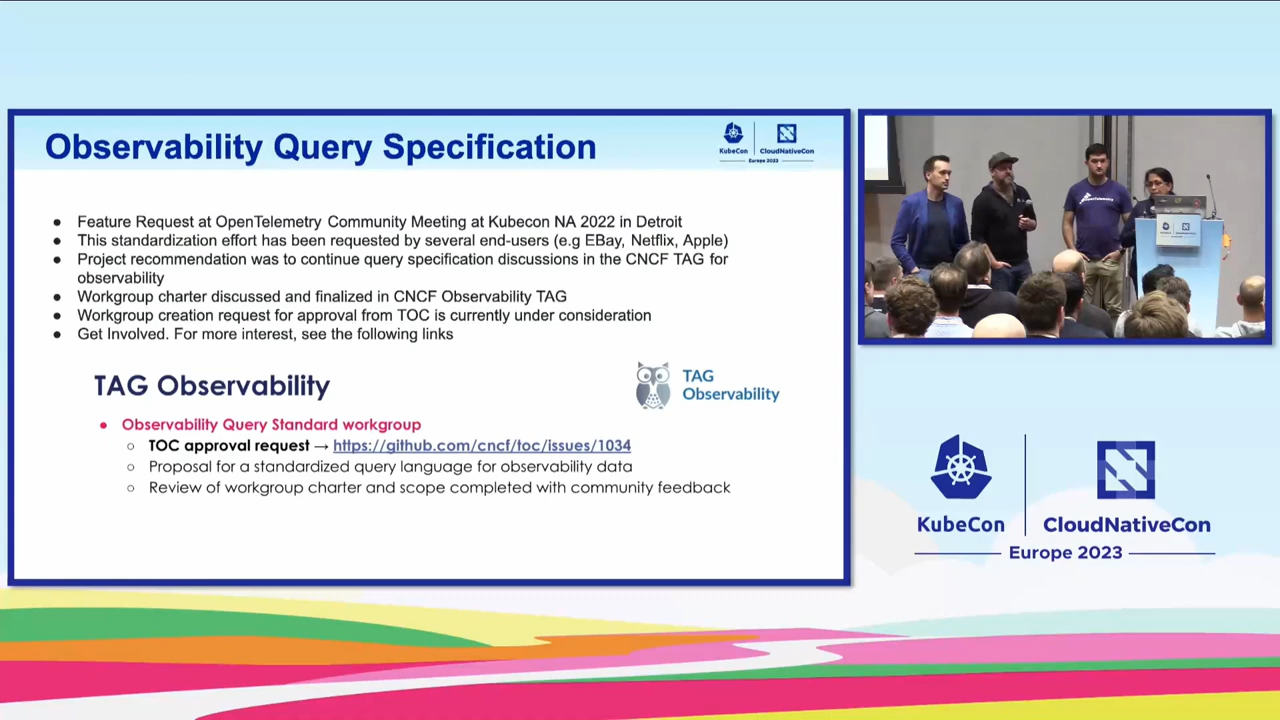 Observability Query Specification
KubeCon
CloudNativeCon
Europe 2023
● Feature Request at OpenTelemetry Community Meeting at Kubecon NA 2022 in Detroit
● This standardization effort has been requested by several end-users (e.g EBay, Netflix, Apple)
● Project recommendation was to continue query specification discussions in the CNCF TAG for
observability
● Workgroup charter discussed and finalized in CNCF Observability TAG
● Workgroup creation request for approval from TOC is currently under consideration
● Get Involved. For more interest, see the following links
TAG Observability
TAG
Observability
● Observability Query Standard workgroup
○ TOC approval request → https://github.com/cncf/toc/issues/1034
○ Proposal for a standardized query language for observability data
○ Review of workgroup charter and scope completed with community feedback
OpenTelemetry
KubeCon
CloudNativeCon
Europe 2023